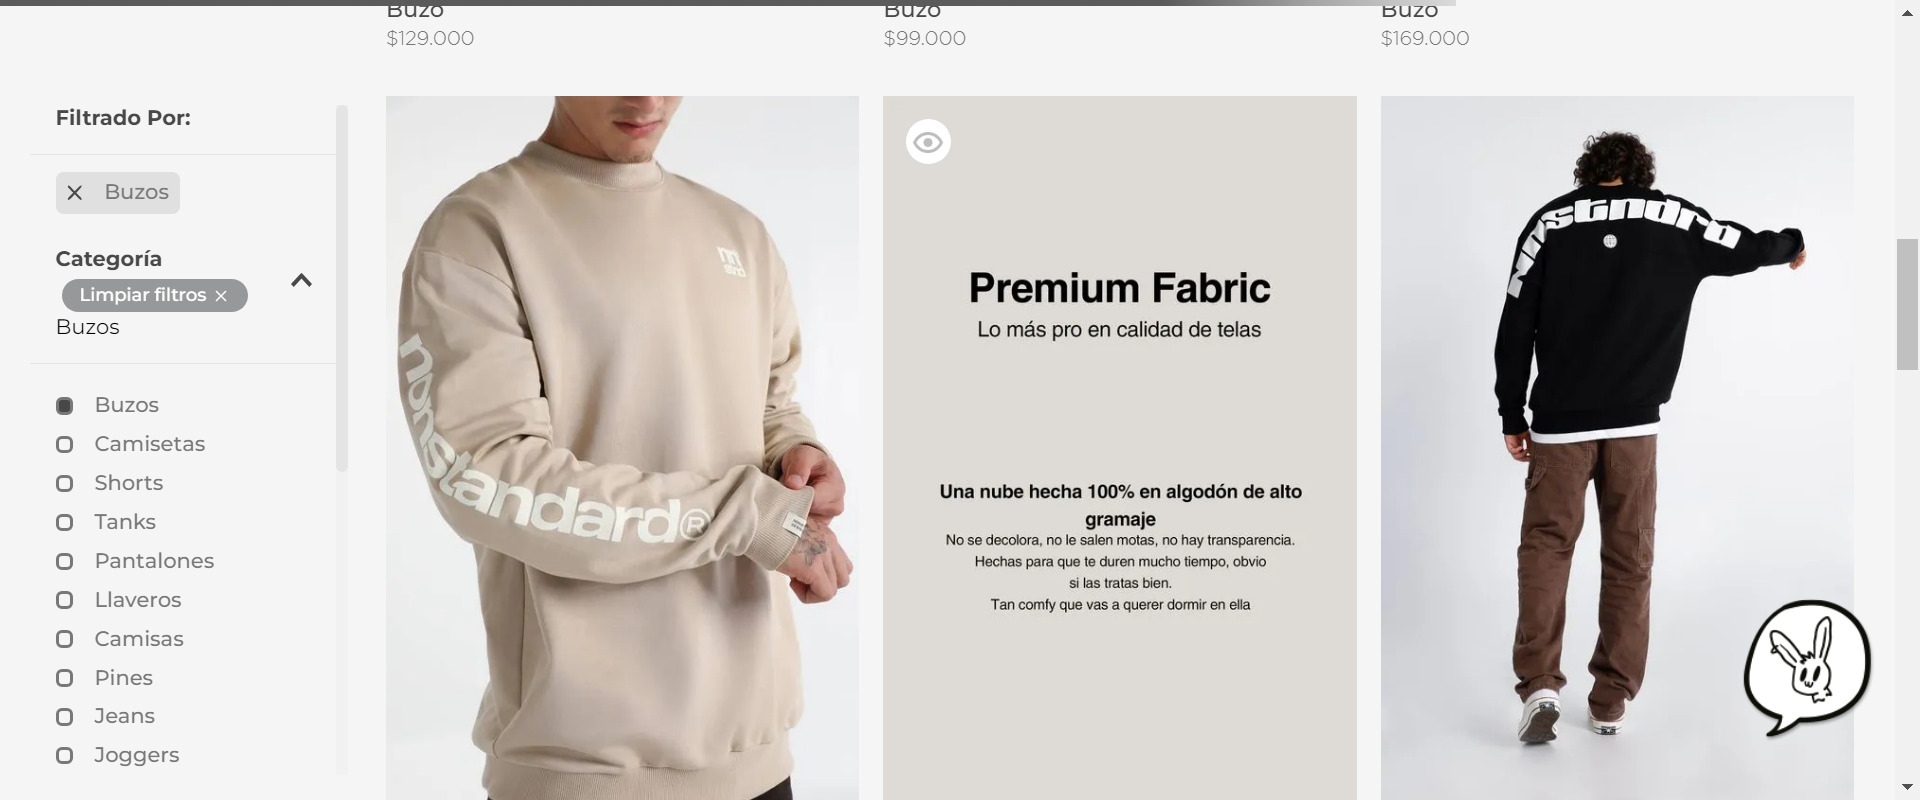 Buzo
$129.000
Buzo
$99.000
Buzo
$169.000
Filtrado Por:
Buzos
Categoría
Limpiar filtros
Buzos
Buzos
Camisetas
Shorts
Tanks
Pantalones
Llaveros
Camisas
Pines
Jeans
Joggers
nonstandard®
Premium Fabric
Lo más pro en calidad de telas
Una nube hecha 100% en algodón de alto
gramaje
No se decolora, no le salen motas, no hay transparencia.
Hechas para que te duren mucho tiempo, obvio
si las tratas bien.
Tan comfy que vas a querer dormir en ella